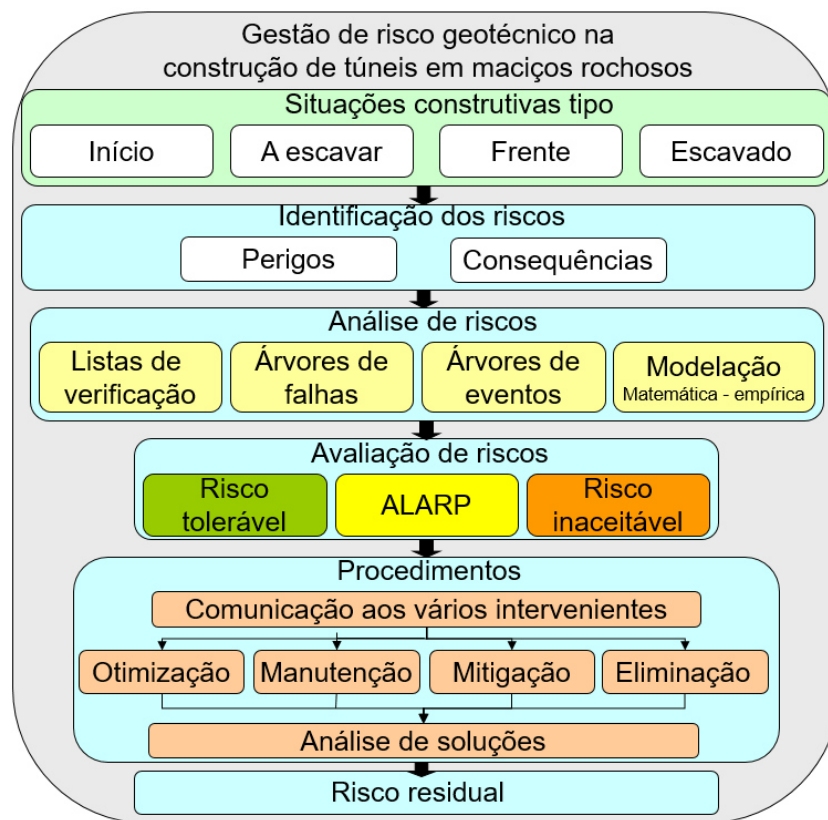 Gestão de risco geotécnico na
construção de túneis em maciços rochosos
Situações construtivas tipo
Início
A escavar
Frente
Escavado
Identificação dos riscos
Perigos
Consequências
Análise de riscos
Listas de
verificação
Árvores de
falhas
Árvores de
eventos
Modelação
Matemática - empírica
Avaliação de riscos
Risco
tolerável
ALARP
Risco
inaceitável
Procedimentos
Comunicação aos vários intervenientes
Otimização
Manutenção
Mitigação
Eliminação
Análise de soluções
Risco residual